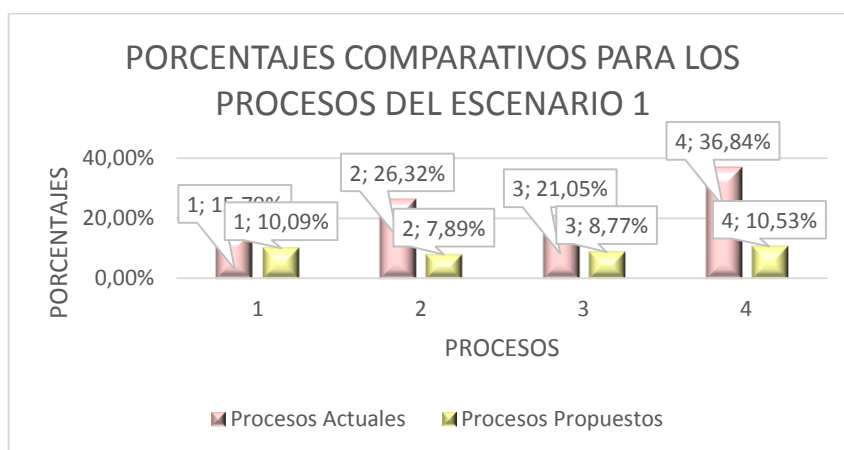 PORCENTAJES COMPARATIVOS PARA LOS
PROCESOS DEL ESCENARIO 1
PORCENTAJES
40,00%
20,00%
0,00%
1;
1; 10,09%
2; 26,32%
2; 7,89%
3; 21,05%
3; 8,77%
4; 36,84%
4; 10,53%
1 2 3 4
PROCESOS
Procesos Actuales Procesos Propuestos